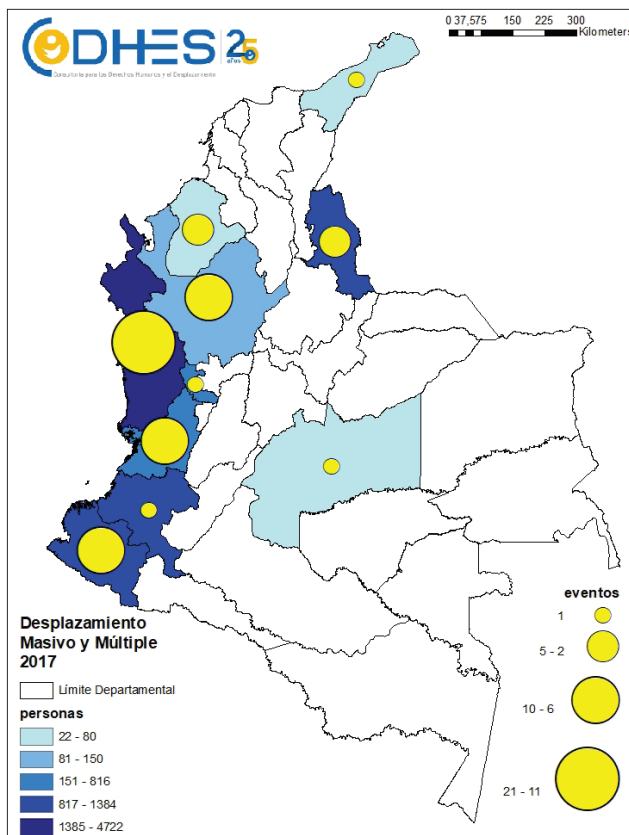 CODHES 25 años
Consultoría para los Derechos Humanos y el Desplazamiento
0 37,575 150 225 300
Kilometers
Desplazamiento
Masivo y Múltiple
2017
Límite Departamental
personas
22 - 80
81 - 150
151 - 816
817 - 1384
1385 - 4722
eventos
1
5 - 2
10 - 6
21 - 11